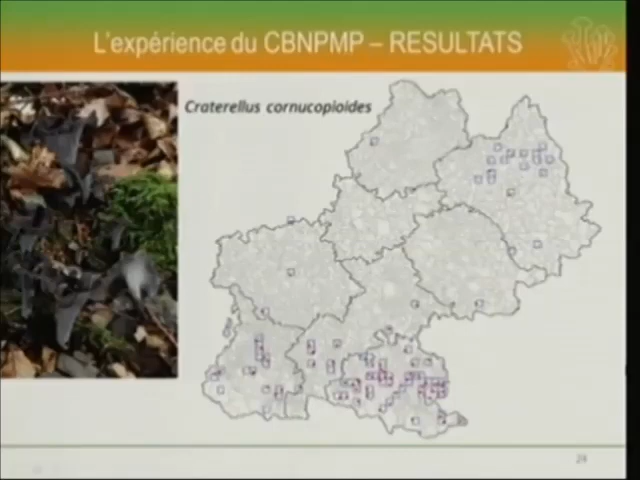 L'expérience du CBNPMP – RESULTATS
Craterellus cornucopioides